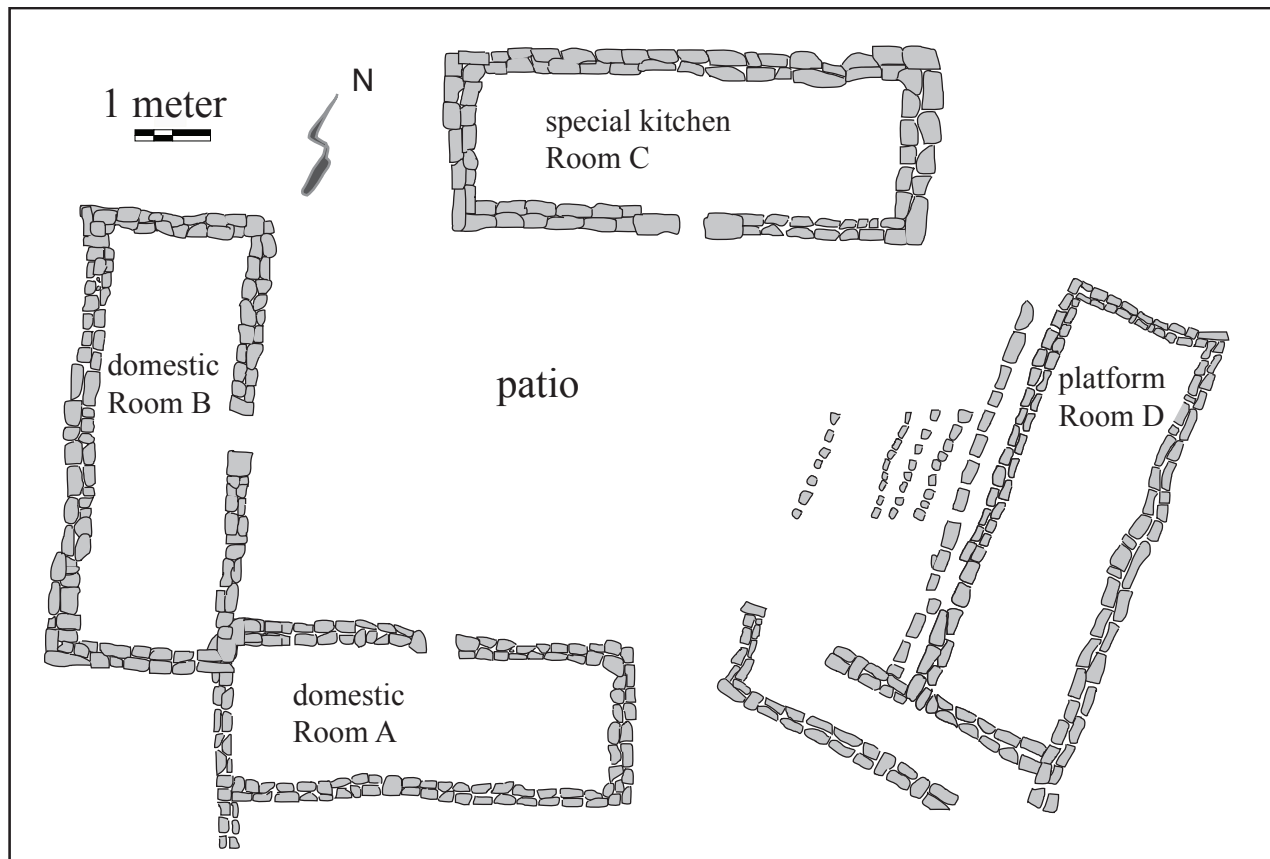 N
1 meter
special kitchen
Room C
domestic
Room B
patio
platform
Room D
domestic
Room A